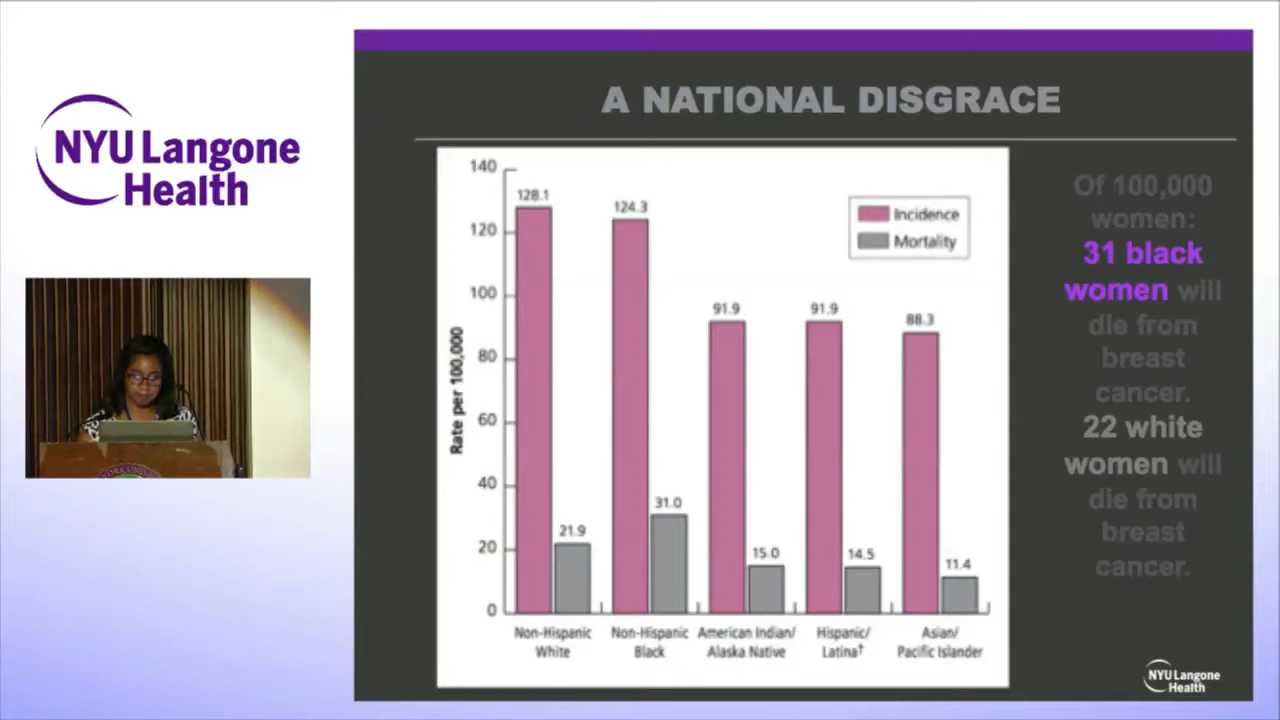 NYU Langone
Health
A NATIONAL DISGRACE
140
120
100
80
60
40
20
0
Rate per 100,000
128.1
21.9
124.3
31.0
91.9
15.0
91.9
14.5
88.3
11.4
Incidence
Mortality
Non-Hispanic
White
Non-Hispanic
Black
American Indian/
Alaska Native
Hispanic/
Latina†
Asian/
Pacific Islander
Of 100,000
women:
31 black
women will
die from
breast
cancer.
22 white
women will
die from
breast
cancer.
NYU Langone
Health